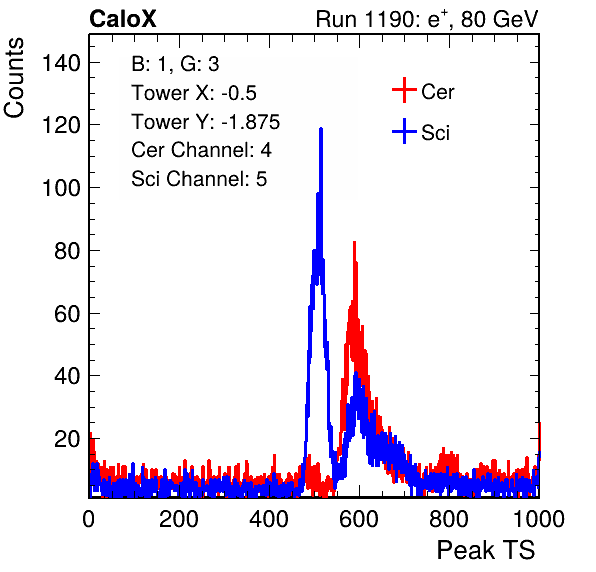 CaloX Run 1190: e⁺, 80 GeV
Counts
B: 1, G: 3
Tower X: -0.5
Tower Y: -1.875
Cer Channel: 4
Sci Channel: 5
Cer
Sci
140
120
100
80
60
40
20
0 200 400 600 800 1000
Peak TS